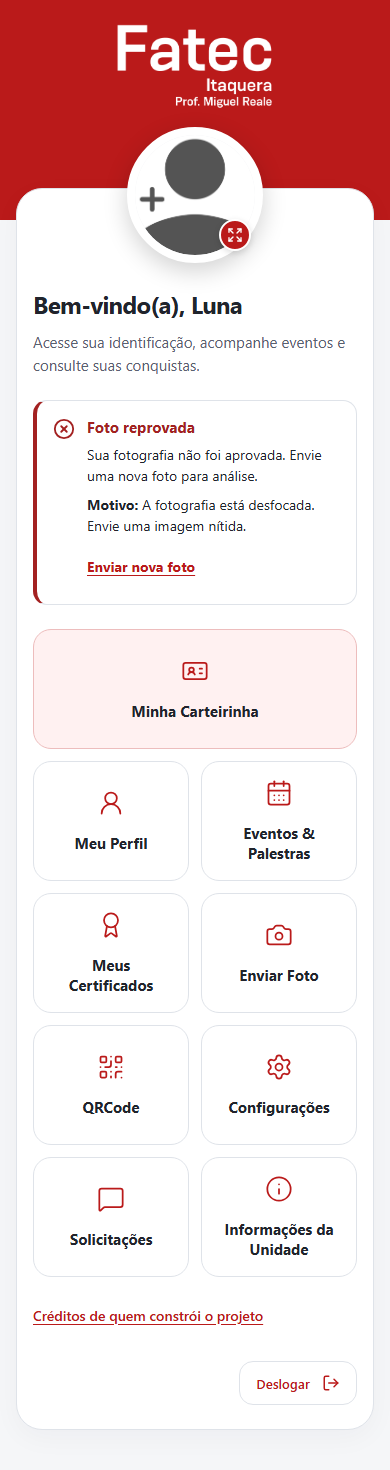 Fatec
Itaquera
Prof. Miguel Reale
Bem-vindo(a), Luna
Acesse sua identificação, acompanhe eventos e
consulte suas conquistas.
Foto reprovada
Sua fotografia não foi aprovada. Envie
uma nova foto para análise.
Motivo: A fotografia está desfocada.
Envie uma imagem nítida.
Enviar nova foto
Minha Carteirinha
Meu Perfil
Eventos &
Palestras
Meus
Certificados
Enviar Foto
QRCode
Configurações
Solicitações
Informações da
Unidade
Créditos de quem constrói o projeto
Deslogar